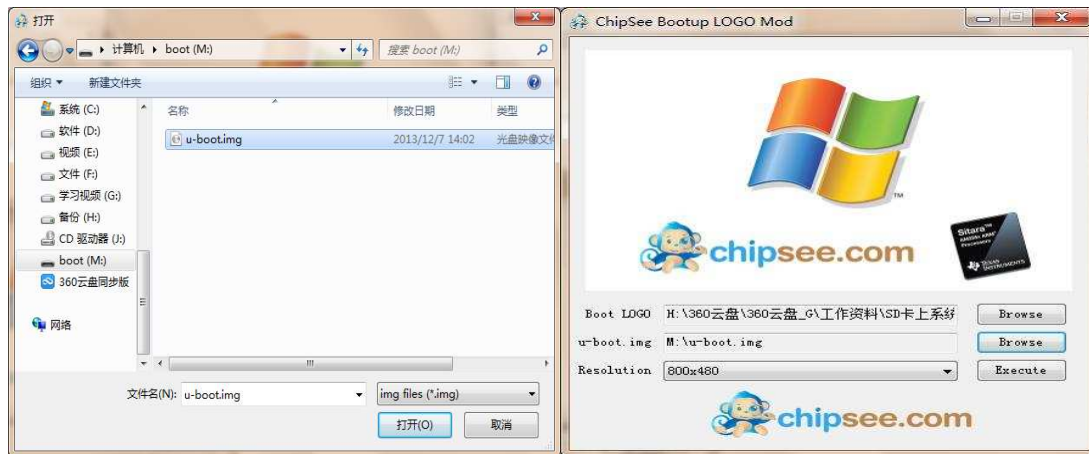 打开
计算机 ▸ boot (M:)
搜索 boot (M:)
组织
新建文件夹
系统 (C:)
软件 (D:)
视频 (E:)
文件 (F:)
学习视频 (G:)
备份 (H:)
CD 驱动器 (J:)
boot (M:)
360云盘同步版
网络
名称
修改日期
类型
u-boot.img
2013/12/7 14:02
光盘映像文件
文件名(N):
u-boot.img
img files (*.img)
打开(O)
取消
ChipSee Bootup LOGO Mod
TM
chipsee.com
Sitara™
Texas
Instruments
Boot LOGO
H:\360云盘\360云盘_G\工作资料\SD卡上系统
Browse
u-boot.img
M:\u-boot.img
Browse
Resolution
800x480
Execute
chipsee.com